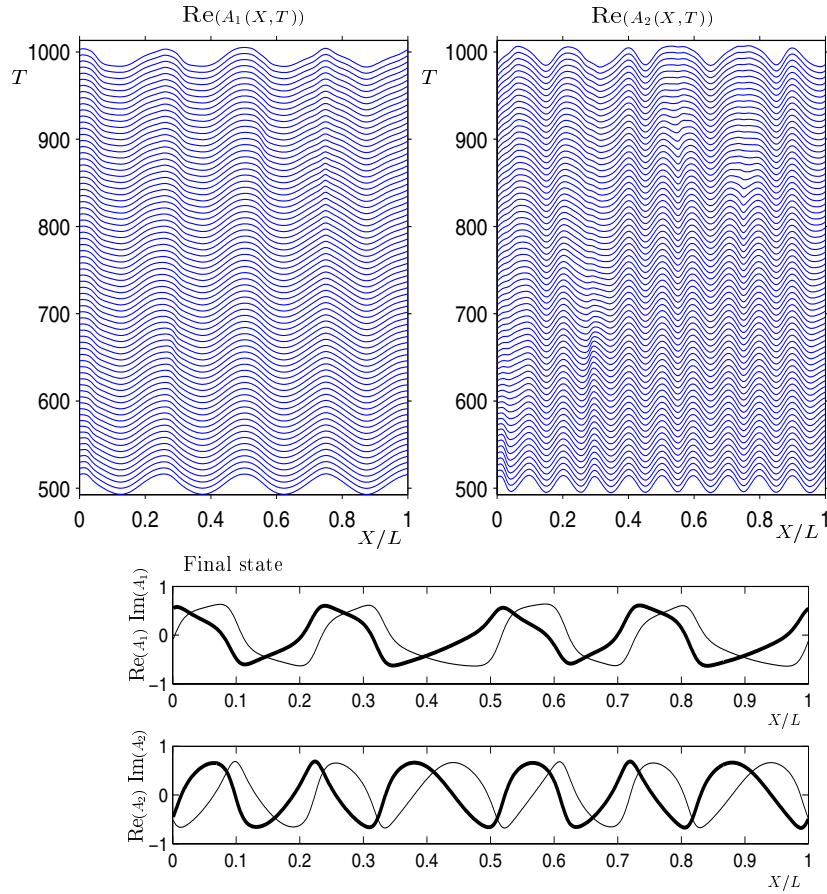 Re(A1(X,T)) Re(A2(X,T))
T
1000
900
800
700
600
500
0 0.2 0.4 0.6 0.8 1
X/L
T
1000
900
800
700
600
500
0 0.2 0.4 0.6 0.8 1
X/L
Final state
Re(A1) Im(A1)
1
0
−1
0 0.1 0.2 0.3 0.4 0.5 0.6 0.7 0.8 0.9 1
X/L
Re(A2) Im(A2)
1
0
−1
0 0.1 0.2 0.3 0.4 0.5 0.6 0.7 0.8 0.9 1
X/L